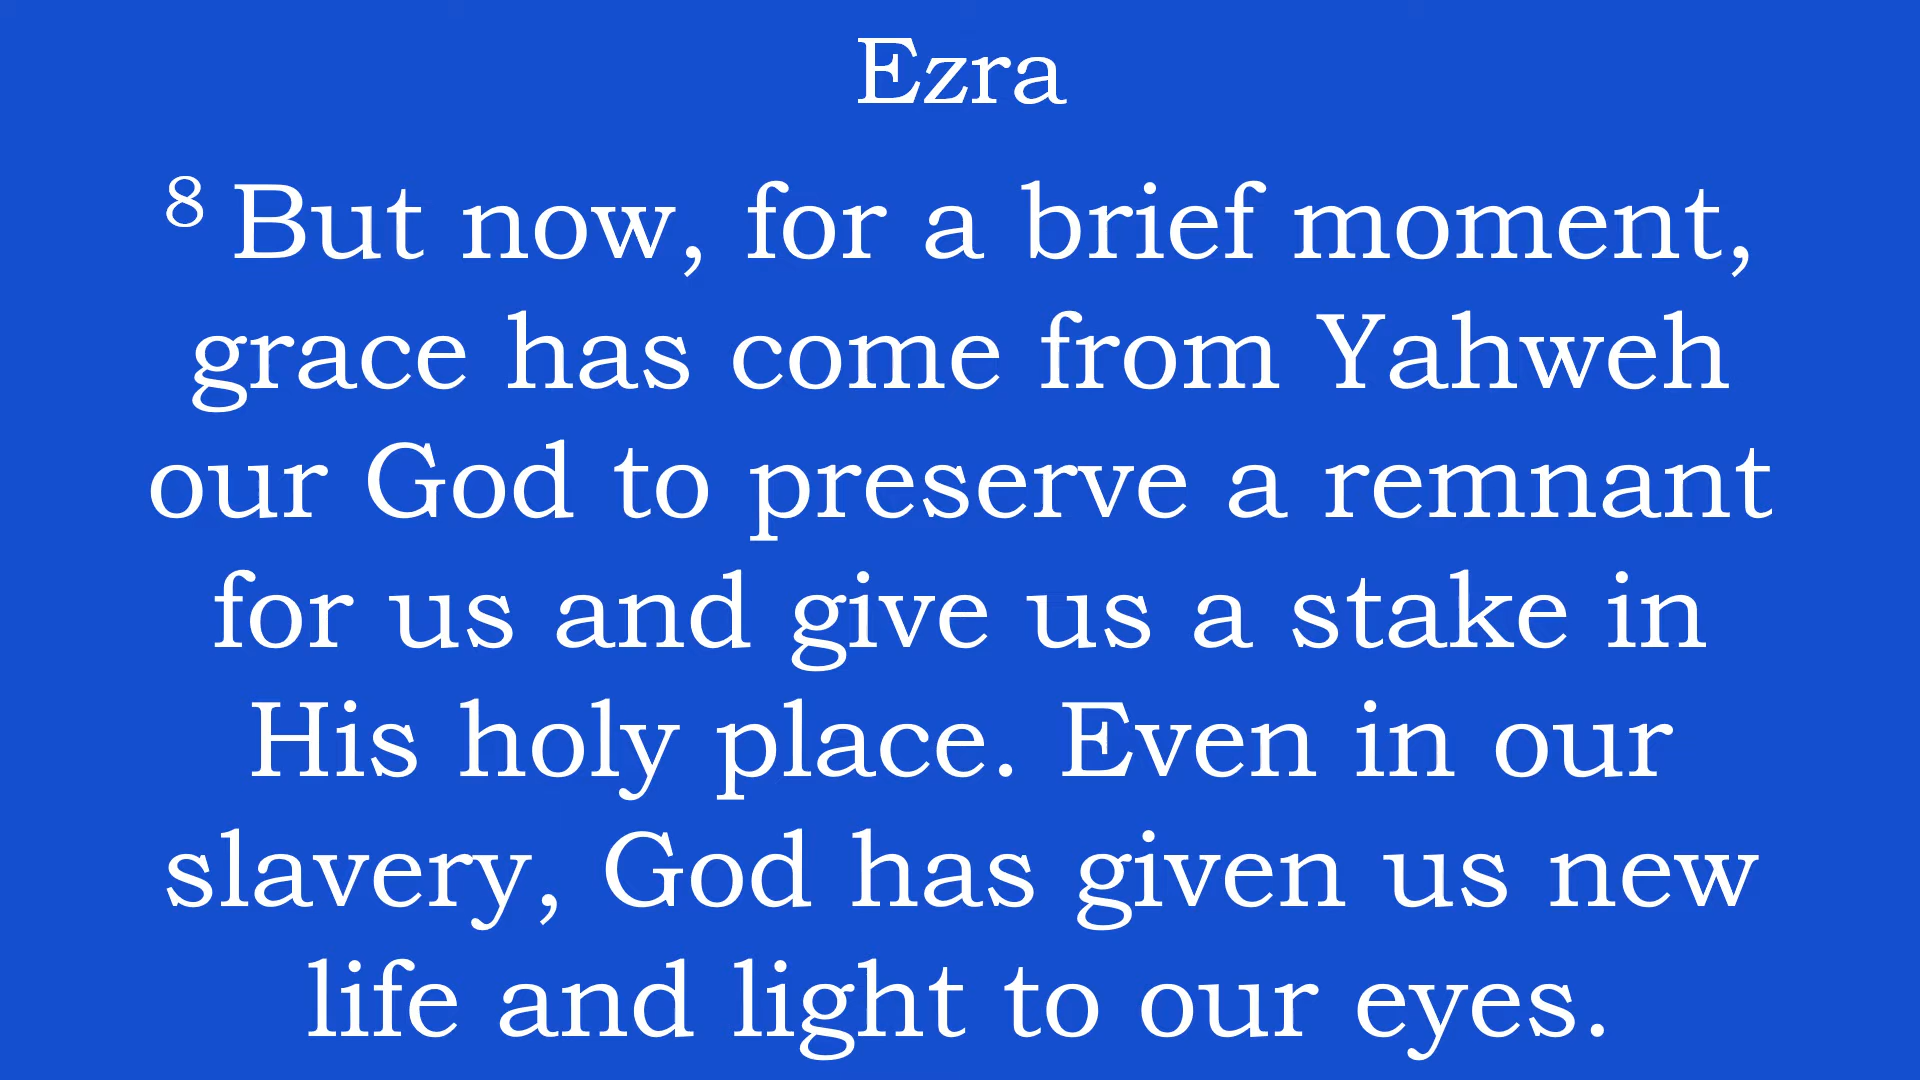 Ezra
8 But now, for a brief moment,
grace has come from Yahweh
our God to preserve a remnant
for us and give us a stake in
His holy place. Even in our
slavery, God has given us new
life and light to our eyes.